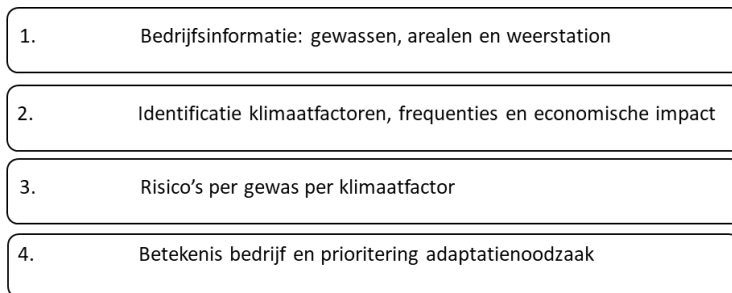 1. Bedrijfsinformatie: gewassen, arealen en weerstation
2. Identificatie klimaatfactoren, frequenties en economische impact
3. Risico’s per gewas per klimaatfactor
4. Betekenis bedrijf en prioritering adaptatienoodzaak